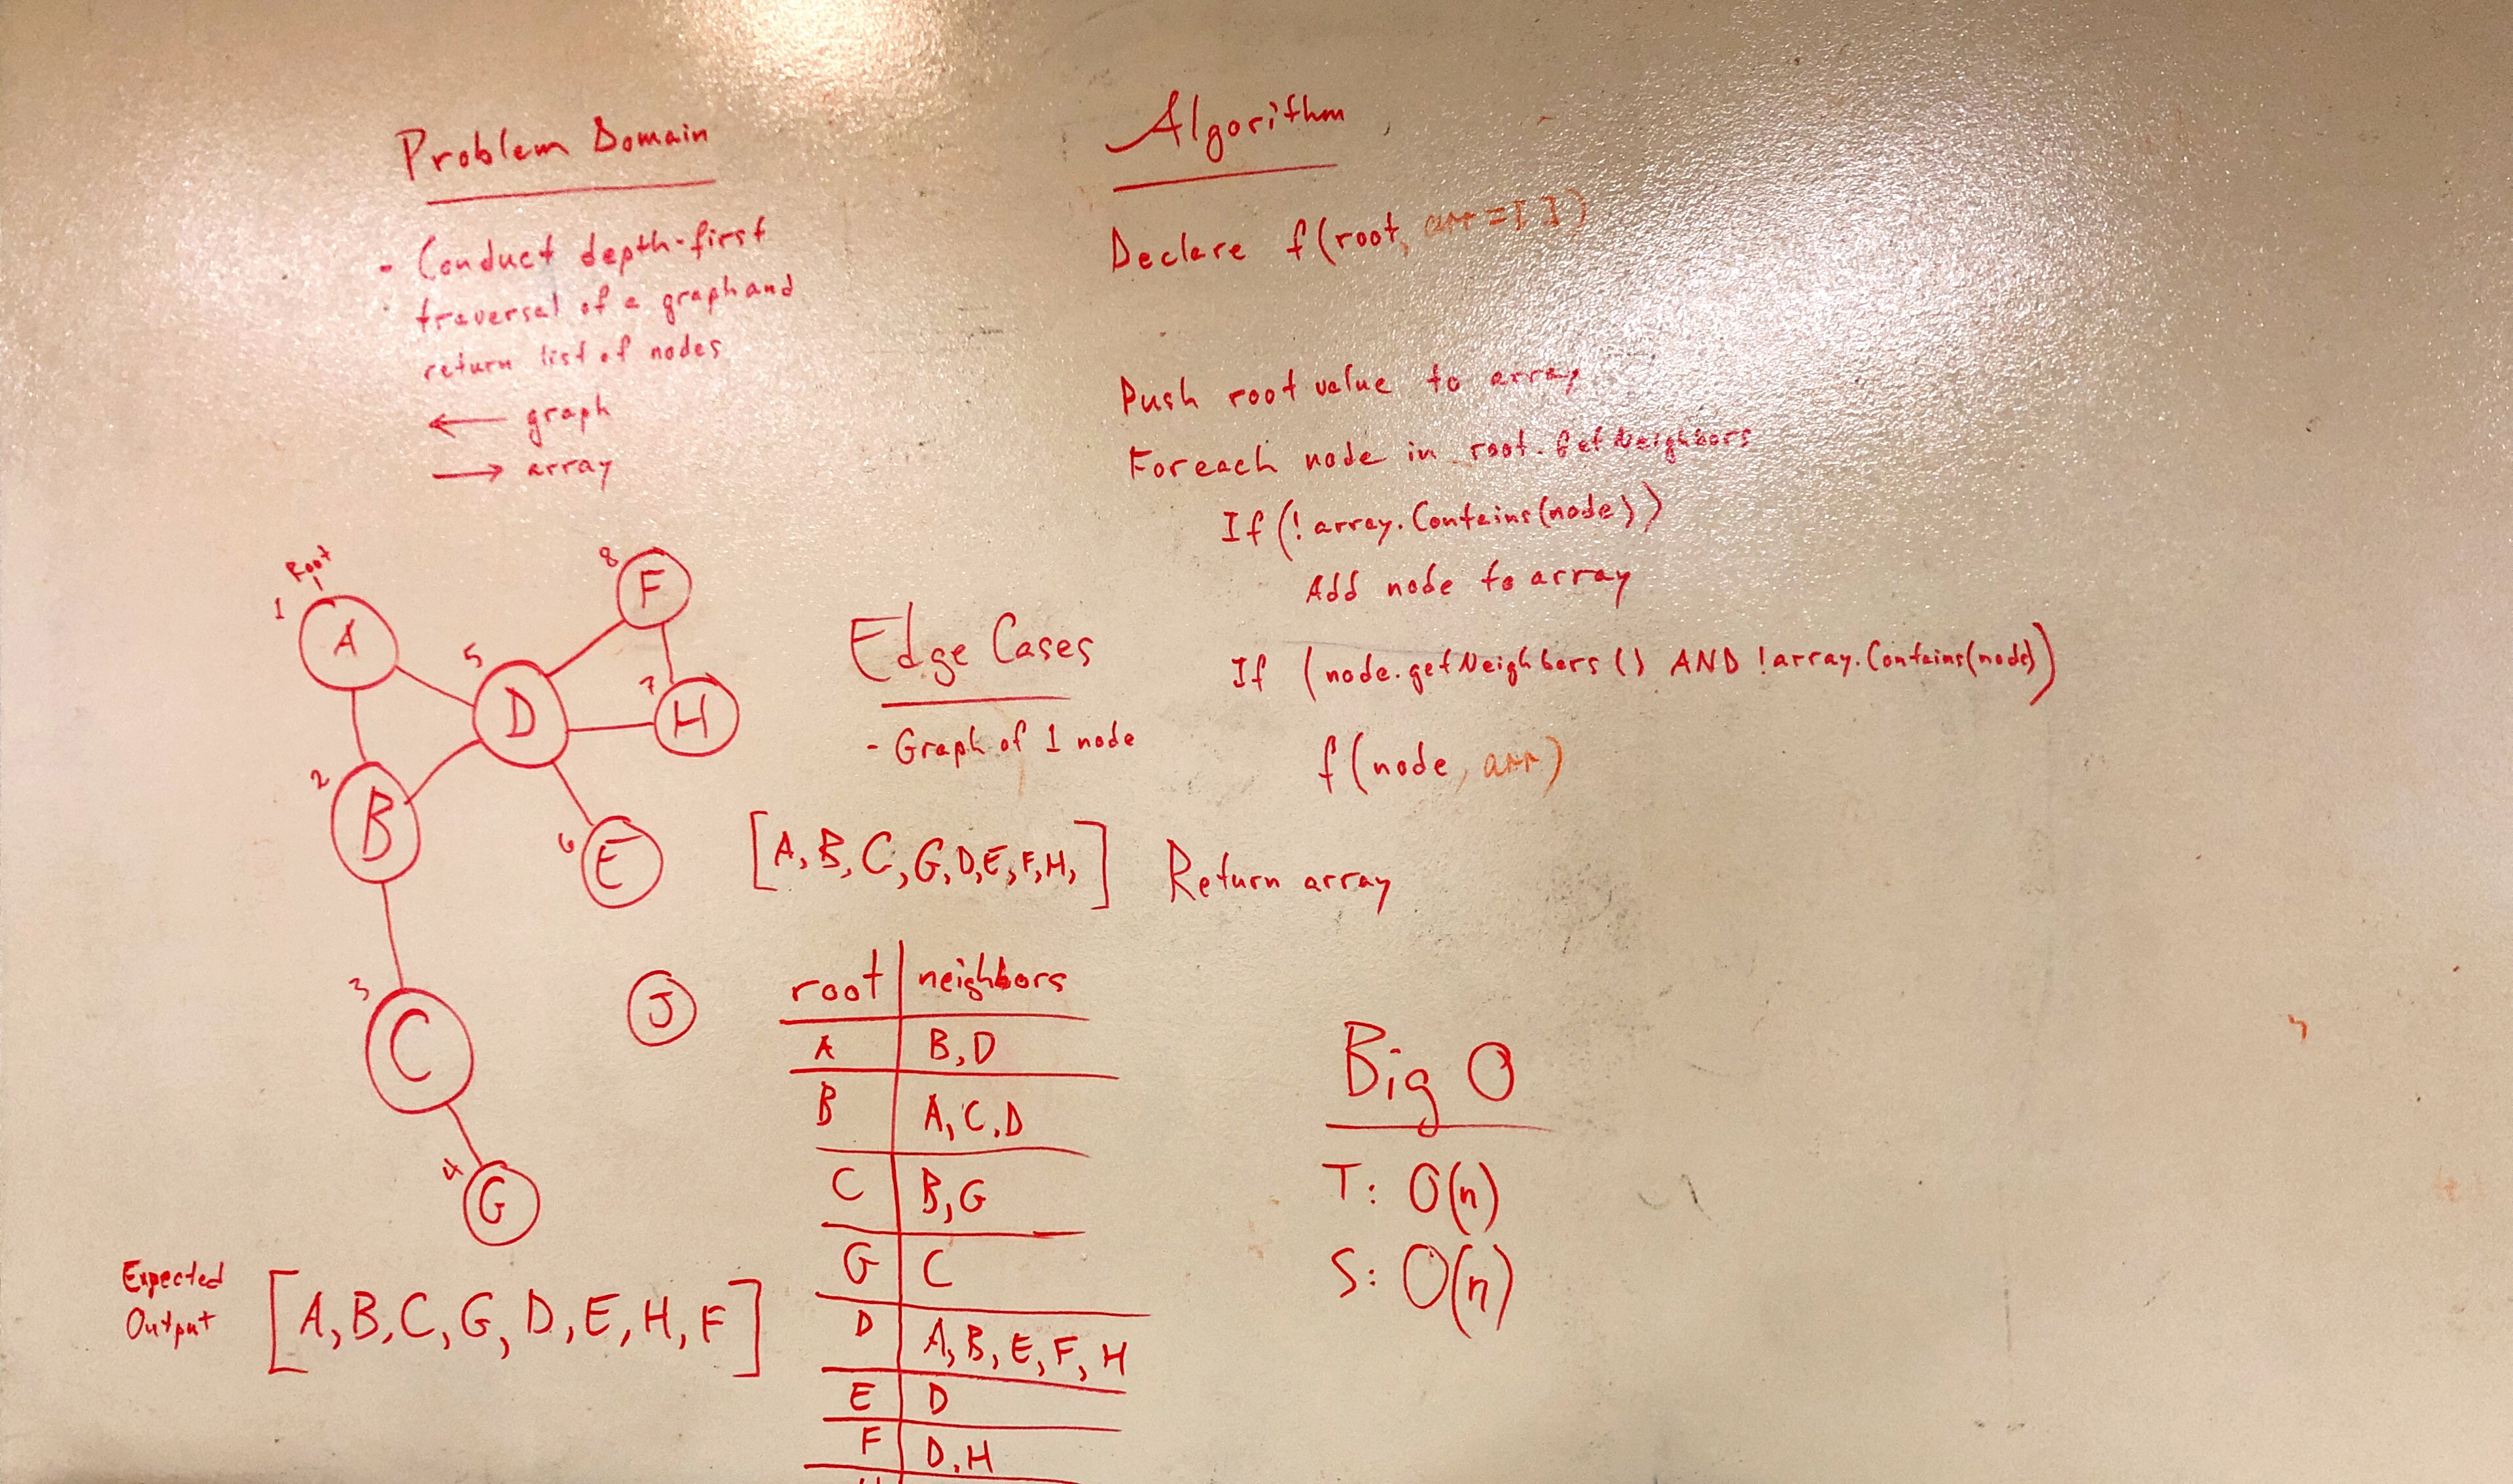 Problem Domain
- Conduct depth-first
traversal of a graph and
return list of nodes
← graph
→ array
Root
1
A
2
B
3
C
4
G
5
D
6
E
7
H
8
F
J
Expected
Output
[A, B, C, G, D, E, H, F]
Edge Cases
- Graph of 1 node
[A, B, C, G, D, E, F, H, ]
root neighbors
A B, D
B A, C, D
C B, G
G C
D A, B, E, F, H
E D
F D, H
Algorithm
Declare f(root, arr = [ ])
Push root value to array
Foreach node in root.GetNeighbors
If (! array.Contains(node))
Add node to array
If (node.getNeighbors () AND !array.Contains(node))
f(node, arr)
Return array
Big O
T: O(n)
S: O(n)